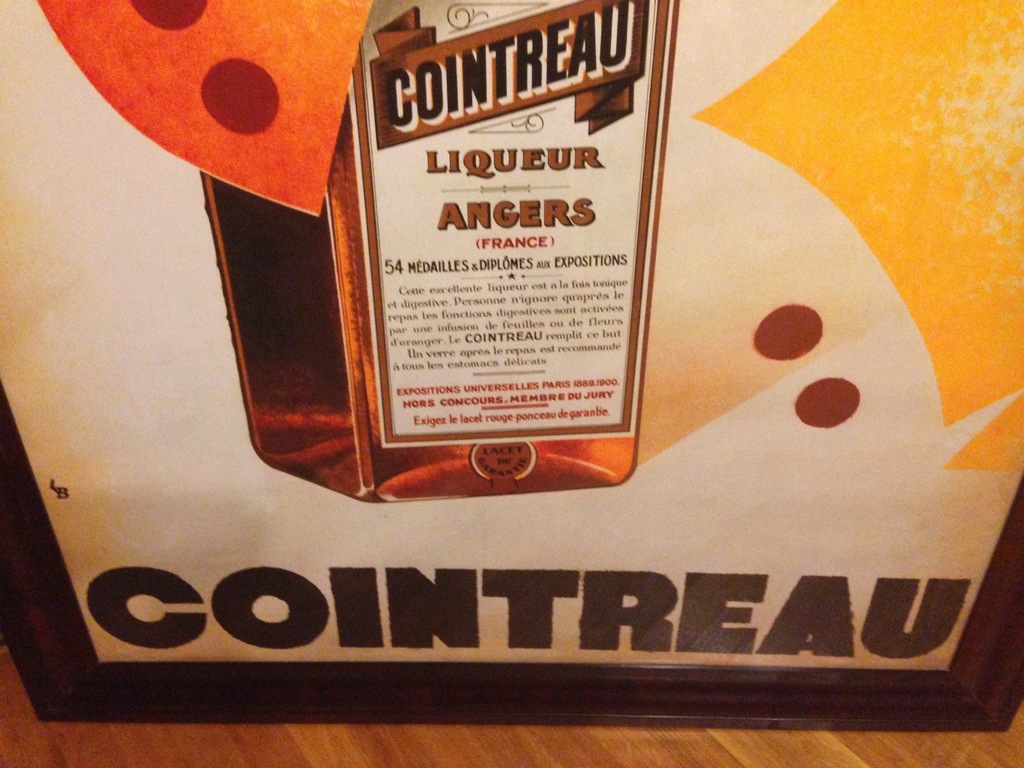 COINTREAU
LIQUEUR
ANGERS
(FRANCE)
54 MÉDAILLES & DIPLÔMES AUX EXPOSITIONS
Cette excellente liqueur est a la fois tonique
et digestive. Personne n'ignore qu'après le
repas les fonctions digestives sont activées
par une infusion de feuilles ou de fleurs
d'oranger. Le COINTREAU remplit ce but
Un verre après le repas est recommandé
à tous les estomacs délicats
EXPOSITIONS UNIVERSELLES PARIS 1889.1900.
HORS CONCOURS. MEMBRE DU JURY
Exigez le lacet rouge-ponceau de garantie.
LACET
DE
GARANTIE
LB
COINTREAU